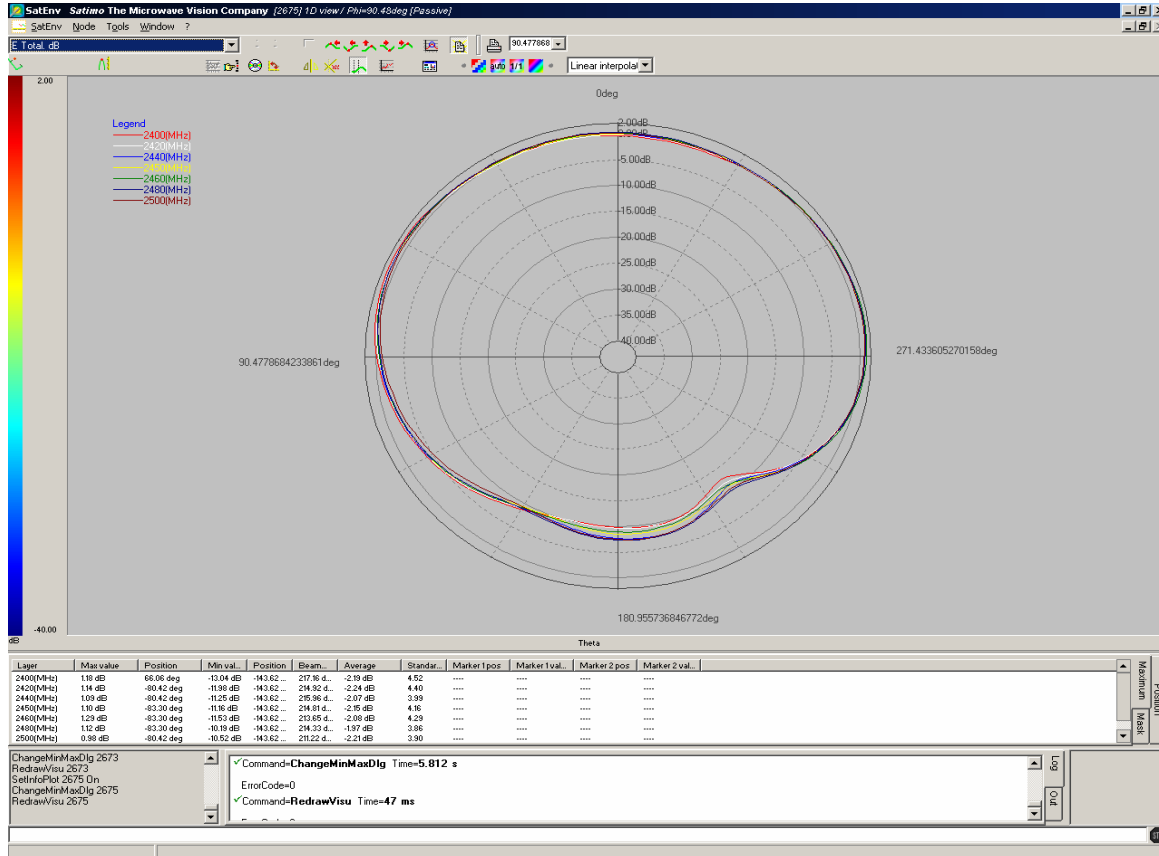 SatEnv Satimo The Microwave Vision Company [2675] 1D view / Phi=90.48deg [Passive]
SatEnv Node Tools Window ?
E Total. dB
90.477868
auto 1/1 Linear interpolat
2.00
0deg
Legend
2400(MHz)
2420(MHz)
2440(MHz)
2450(MHz)
2460(MHz)
2480(MHz)
2500(MHz)
2.00dB
0.00dB
-5.00dB
-10.00dB
-15.00dB
-20.00dB
-25.00dB
-30.00dB
-35.00dB
-40.00dB
90.4778684233861deg
271.433605270158deg
180.955736846772deg
-40.00
dB
Theta
Layer Max value Position Min val... Position Beam... Average Standar... Marker 1 pos Marker 1 val... Marker 2 pos Marker 2 val...
2400(MHz) 1.18 dB 66.06 deg -13.04 dB -143.62 ... 217.16 d... -2.19 dB 4.52 ---- ---- ---- ----
2420(MHz) 1.14 dB -80.42 deg -11.98 dB -143.62 ... 214.92 d... -2.24 dB 4.40 ---- ---- ---- ----
2440(MHz) 1.09 dB -80.42 deg -11.25 dB -143.62 ... 215.96 d... -2.07 dB 3.99 ---- ---- ---- ----
2450(MHz) 1.10 dB -83.30 deg -11.16 dB -143.62 ... 214.81 d... -2.15 dB 4.16 ---- ---- ---- ----
2460(MHz) 1.29 dB -83.30 deg -11.53 dB -143.62 ... 213.65 d... -2.08 dB 4.29 ---- ---- ---- ----
2480(MHz) 1.12 dB -83.30 deg -10.19 dB -143.62 ... 214.33 d... -1.97 dB 3.86 ---- ---- ---- ----
2500(MHz) 0.98 dB -80.42 deg -10.52 dB -143.62 ... 211.22 d... -2.21 dB 3.90 ---- ---- ---- ----
Maximum
Mask
Position
ChangeMinMaxDlg 2673
RedrawVisu 2673
SetInfoPlot 2675 On
ChangeMinMaxDlg 2675
RedrawVisu 2675
Command=ChangeMinMaxDlg Time=5.812 s
ErrorCode=0
Command=RedrawVisu Time=47 ms
Log
Out